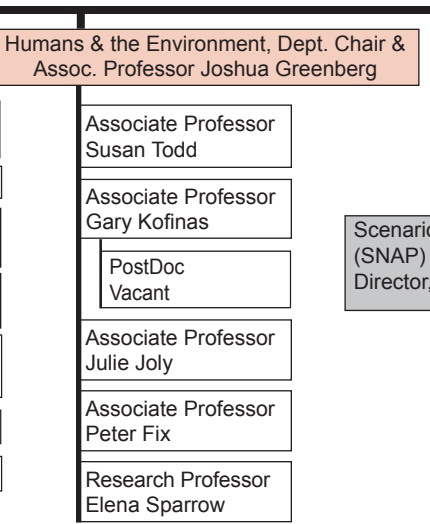 Humans & the Environment, Dept. Chair &
Assoc. Professor Joshua Greenberg
Associate Professor
Susan Todd
Associate Professor
Gary Kofinas
PostDoc
Vacant
Associate Professor
Julie Joly
Associate Professor
Peter Fix
Research Professor
Elena Sparrow
(SNAP)
Director,